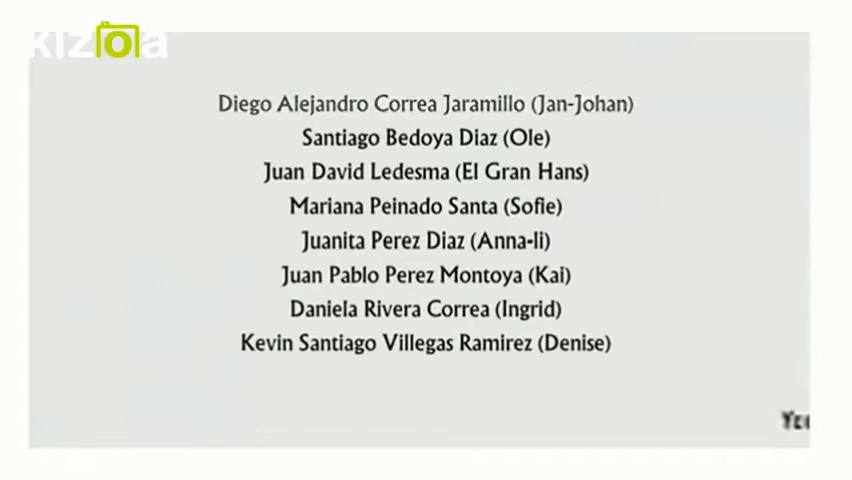 kizoa
Diego Alejandro Correa Jaramillo (Jan-Johan)
Santiago Bedoya Diaz (Ole)
Juan David Ledesma (El Gran Hans)
Mariana Peinado Santa (Sofie)
Juanita Perez Diaz (Anna-li)
Juan Pablo Perez Montoya (Kai)
Daniela Rivera Correa (Ingrid)
Kevin Santiago Villegas Ramirez (Denise)